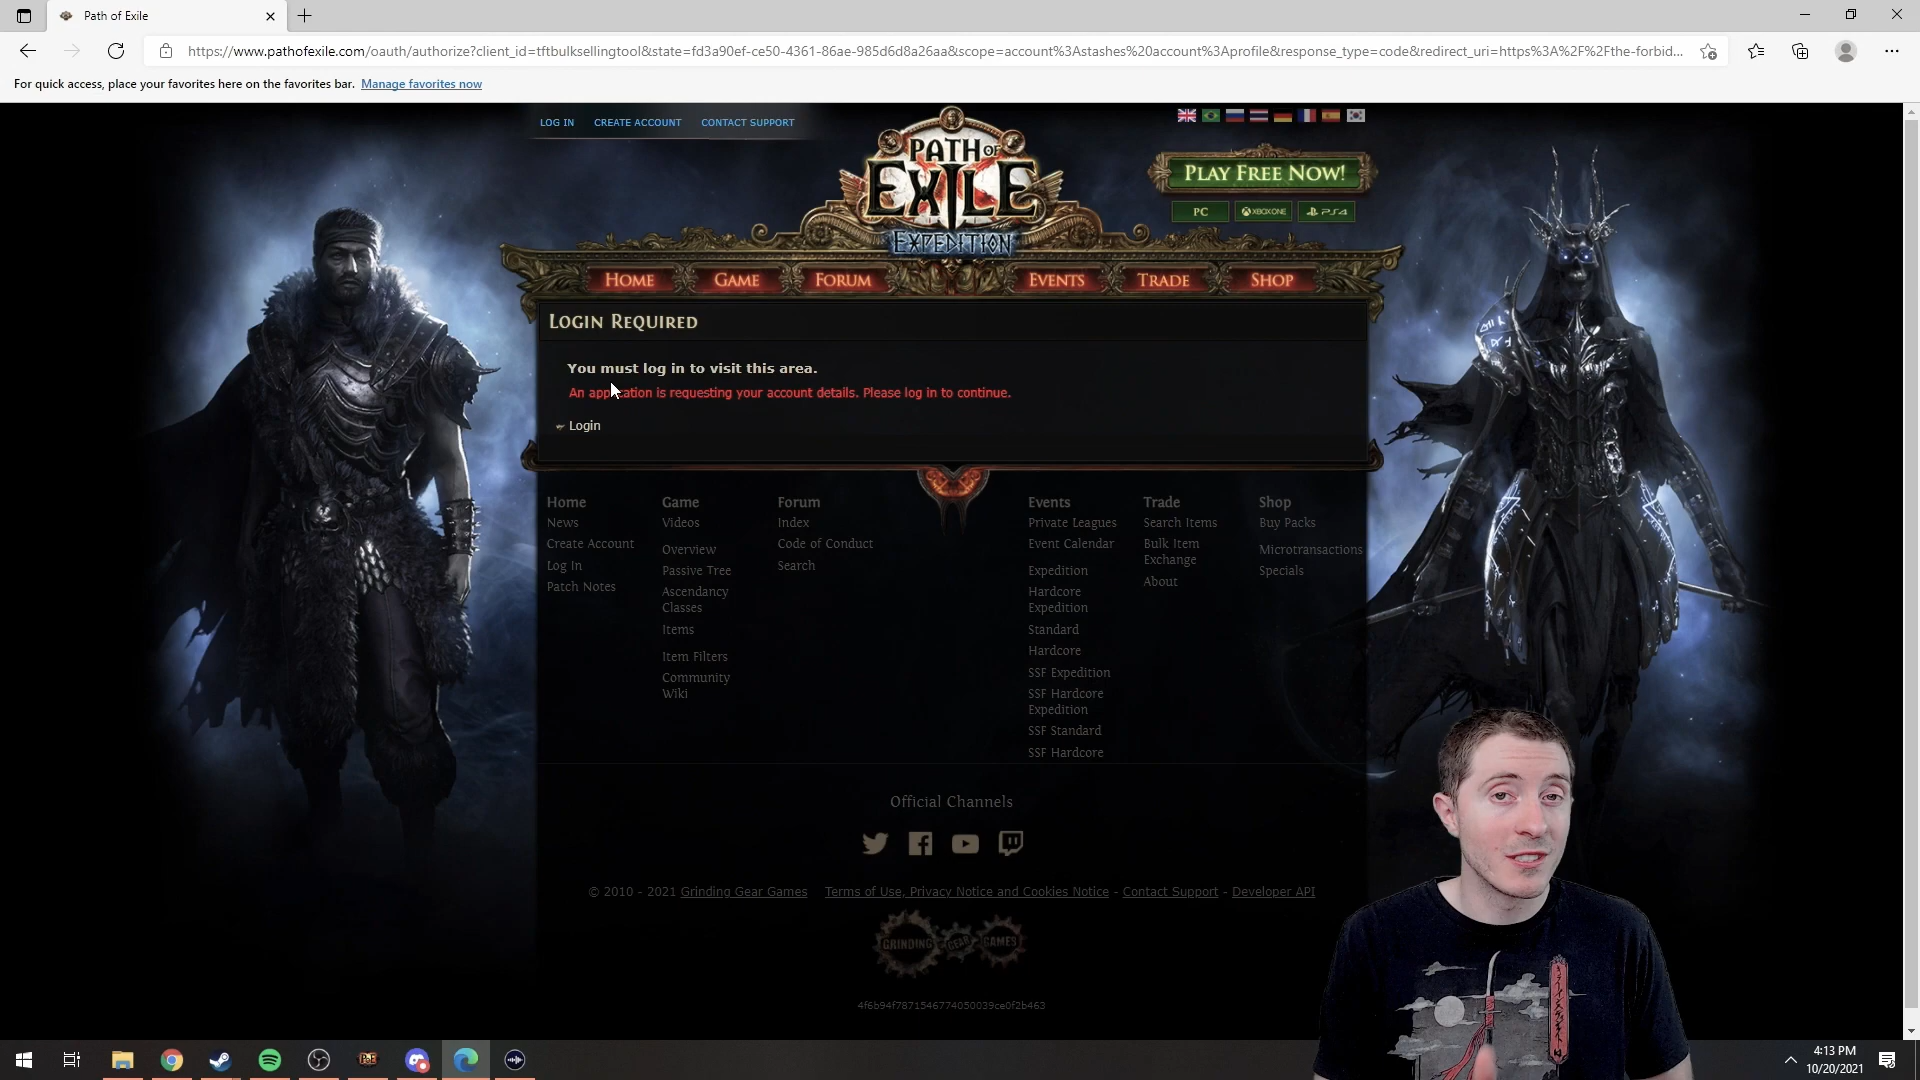 Path of Exile
https://www.pathofexile.com/oauth/authorize?client_id=tftbulksellingtool&state=fd3a90ef-ce50-4361-86ae-985d6d8a26aa&scope=account%3Astashes%20account%3Aprofile&response_type=code&redirect_uri=https%3A%2F%2Fthe-forbid...
For quick access, place your favorites here on the favorites bar. Manage favorites now
LOG IN CREATE ACCOUNT CONTACT SUPPORT
PATH OF
EXILE
EXPEDITION
PLAY FREE NOW!
PC XBOX ONE PS4
HOME GAME FORUM EVENTS TRADE SHOP
LOGIN REQUIRED
You must log in to visit this area.
An application is requesting your account details. Please log in to continue.
Login
Home
News
Create Account
Log In
Patch Notes
Game
Videos
Overview
Passive Tree
Ascendancy
Classes
Items
Item Filters
Community
Wiki
Forum
Index
Code of Conduct
Search
Events
Private Leagues
Event Calendar
Expedition
Hardcore
Expedition
Standard
Hardcore
SSF Expedition
SSF Hardcore
Expedition
SSF Standard
SSF Hardcore
Trade
Search Items
Bulk Item
Exchange
About
Shop
Buy Packs
Microtransactions
Specials
Official Channels
© 2010 - 2021 Grinding Gear Games Terms of Use, Privacy Notice and Cookies Notice - Contact Support - Developer API
GRINDING GEAR GAMES
4f6b94f7871546774050039ce0f2b463
PoE
4:13 PM
10/20/2021